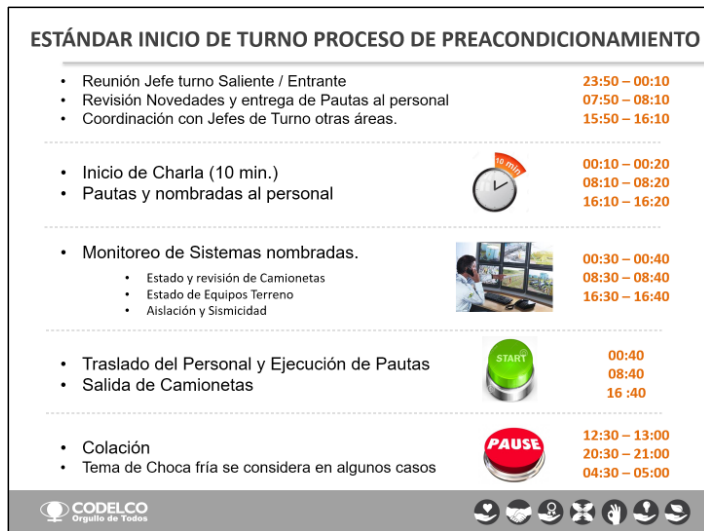 ESTÁNDAR INICIO DE TURNO PROCESO DE PREACONDICIONAMIENTO
• Reunión Jefe turno Saliente / Entrante
• Revisión Novedades y entrega de Pautas al personal
• Coordinación con Jefes de Turno otras áreas.
23:50 – 00:10
07:50 – 08:10
15:50 – 16:10
• Inicio de Charla (10 min.)
• Pautas y nombradas al personal
10 min
00:10 – 00:20
08:10 – 08:20
16:10 – 16:20
• Monitoreo de Sistemas nombradas.
• Estado y revisión de Camionetas
• Estado de Equipos Terreno
• Aislación y Sismicidad
00:30 – 00:40
08:30 – 08:40
16:30 – 16:40
• Traslado del Personal y Ejecución de Pautas
• Salida de Camionetas
START
00:40
08:40
16 :40
• Colación
• Tema de Choca fría se considera en algunos casos
PAUSE
12:30 – 13:00
20:30 – 21:00
04:30 – 05:00
CODELCO
Orgullo de Todos